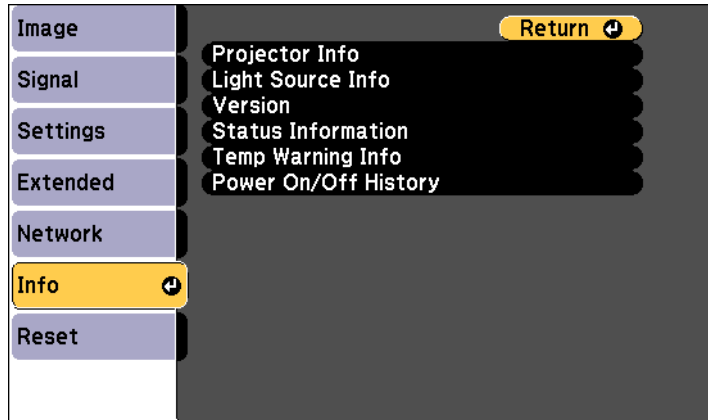 Image
Signal
Settings
Extended
Network
Info
Reset
Return
Projector Info
Light Source Info
Version
Status Information
Temp Warning Info
Power On/Off History